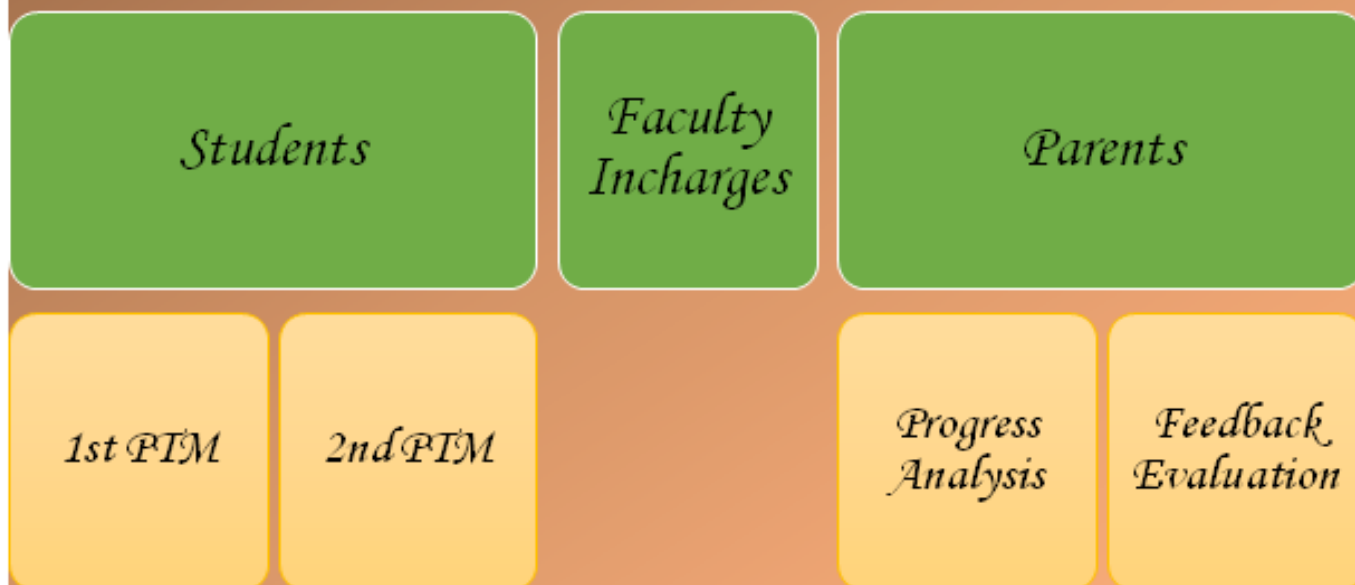 Students
Faculty
Incharges
Parents
1st PTM
2nd PTM
Progress
Analysis
Feedback
Evaluation